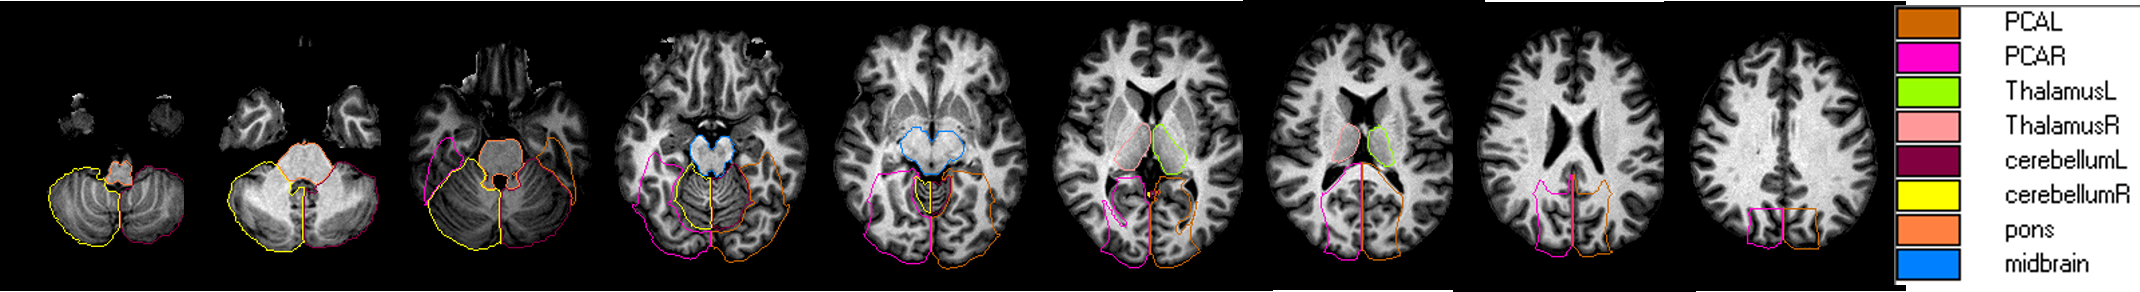 PCAL
PCAR
ThalamusL
ThalamusR
cerebellumL
cerebellumR
pons
midbrain